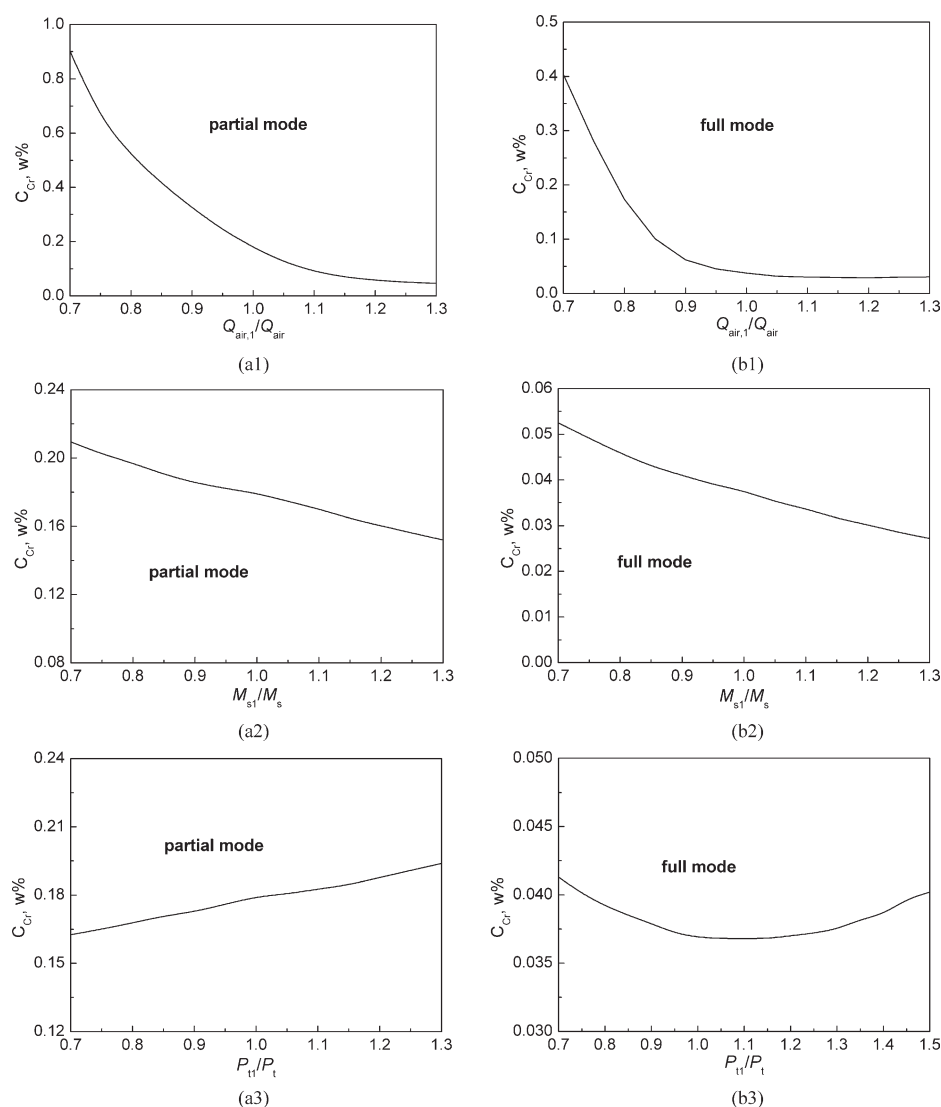 1.0
0.8
0.6
0.4
0.2
0.0
C_Cr, w%
partial mode
0.7 0.8 0.9 1.0 1.1 1.2 1.3
Q_air,1/Q_air
(a1)
0.5
0.4
0.3
0.2
0.1
0.0
C_Cr, w%
full mode
0.7 0.8 0.9 1.0 1.1 1.2 1.3
Q_air,1/Q_air
(b1)
0.24
0.20
0.16
0.12
0.08
C_Cr, w%
partial mode
0.7 0.8 0.9 1.0 1.1 1.2 1.3
M_s1/M_s
(a2)
0.06
0.05
0.04
0.03
0.02
0.01
0.00
C_Cr, w%
full mode
0.7 0.8 0.9 1.0 1.1 1.2 1.3
M_s1/M_s
(b2)
0.24
0.21
0.18
0.15
0.12
C_Cr, w%
partial mode
0.7 0.8 0.9 1.0 1.1 1.2 1.3
P_t1/P_t
(a3)
0.050
0.045
0.040
0.035
0.030
C_Cr, w%
full mode
0.7 0.8 0.9 1.0 1.1 1.2 1.3 1.4 1.5
P_t1/P_t
(b3)